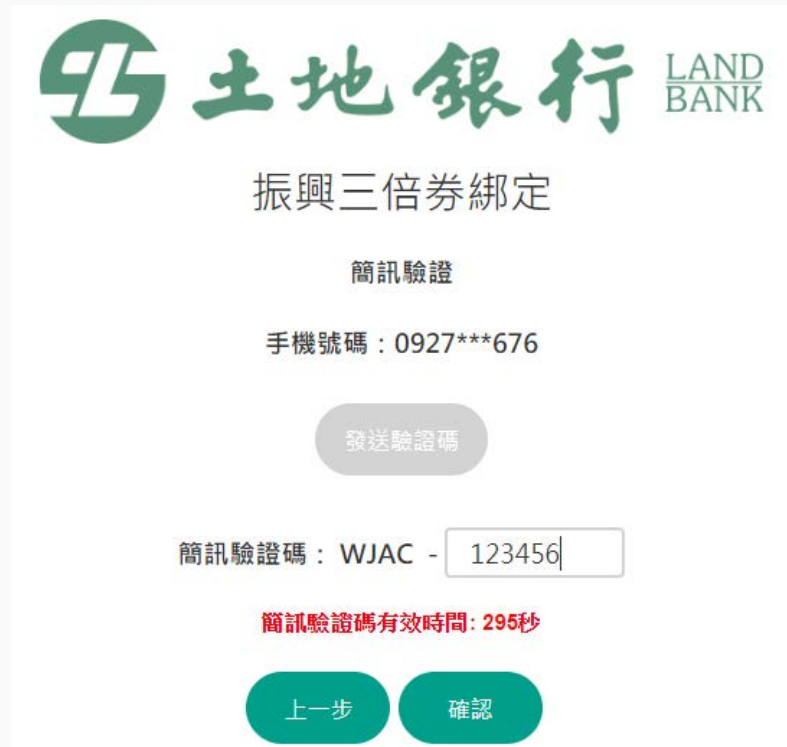 土地銀行 LAND BANK
振興三倍券綁定
簡訊驗證
手機號碼：0927***676
發送驗證碼
簡訊驗證碼： WJAC - 123456
簡訊驗證碼有效時間: 295秒
上一步 確認